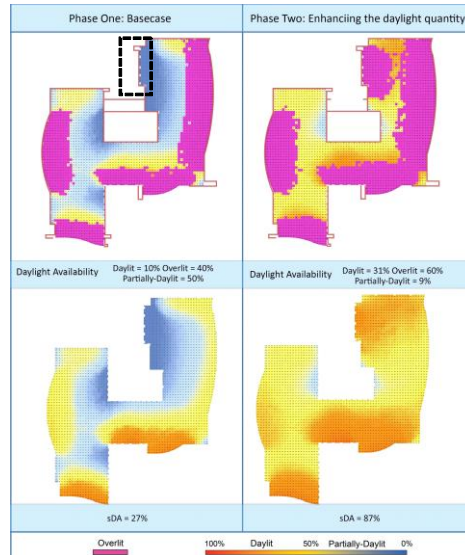 Phase One: Basecase
Phase Two: Enhanciing the daylight quantity
Daylight Availability
Daylit = 10% Overlit = 40%
Partially-Daylit = 50%
Daylight Availability
Daylit = 31% Overlit = 60%
Partially-Daylit = 9%
sDA = 27%
sDA = 87%
Overlit
100% Daylit 50% Partially-Daylit 0%